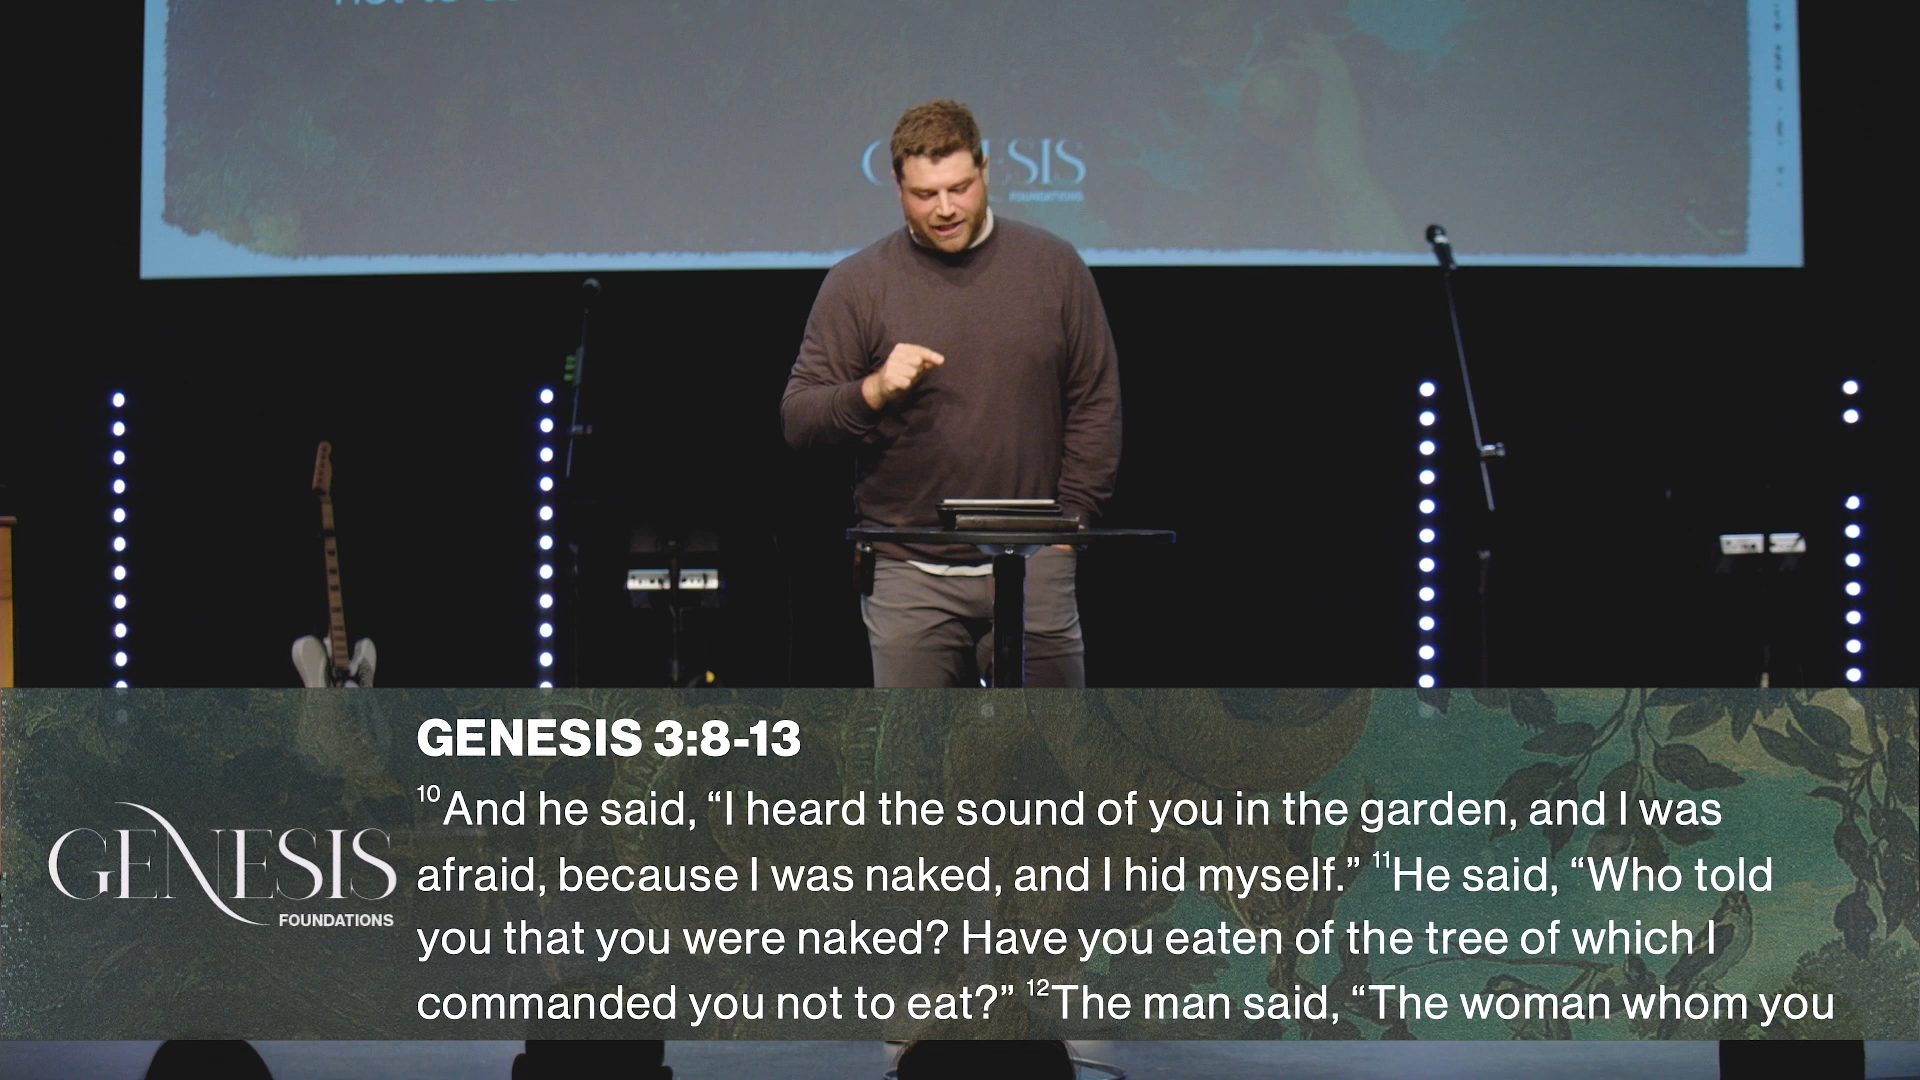 GENESIS
FOUNDATIONS
GENESIS 3:8-13
10And he said, “I heard the sound of you in the garden, and I was
afraid, because I was naked, and I hid myself.” 11He said, “Who told
you that you were naked? Have you eaten of the tree of which I
commanded you not to eat?” 12The man said, “The woman whom you
GENESIS
FOUNDATIONS